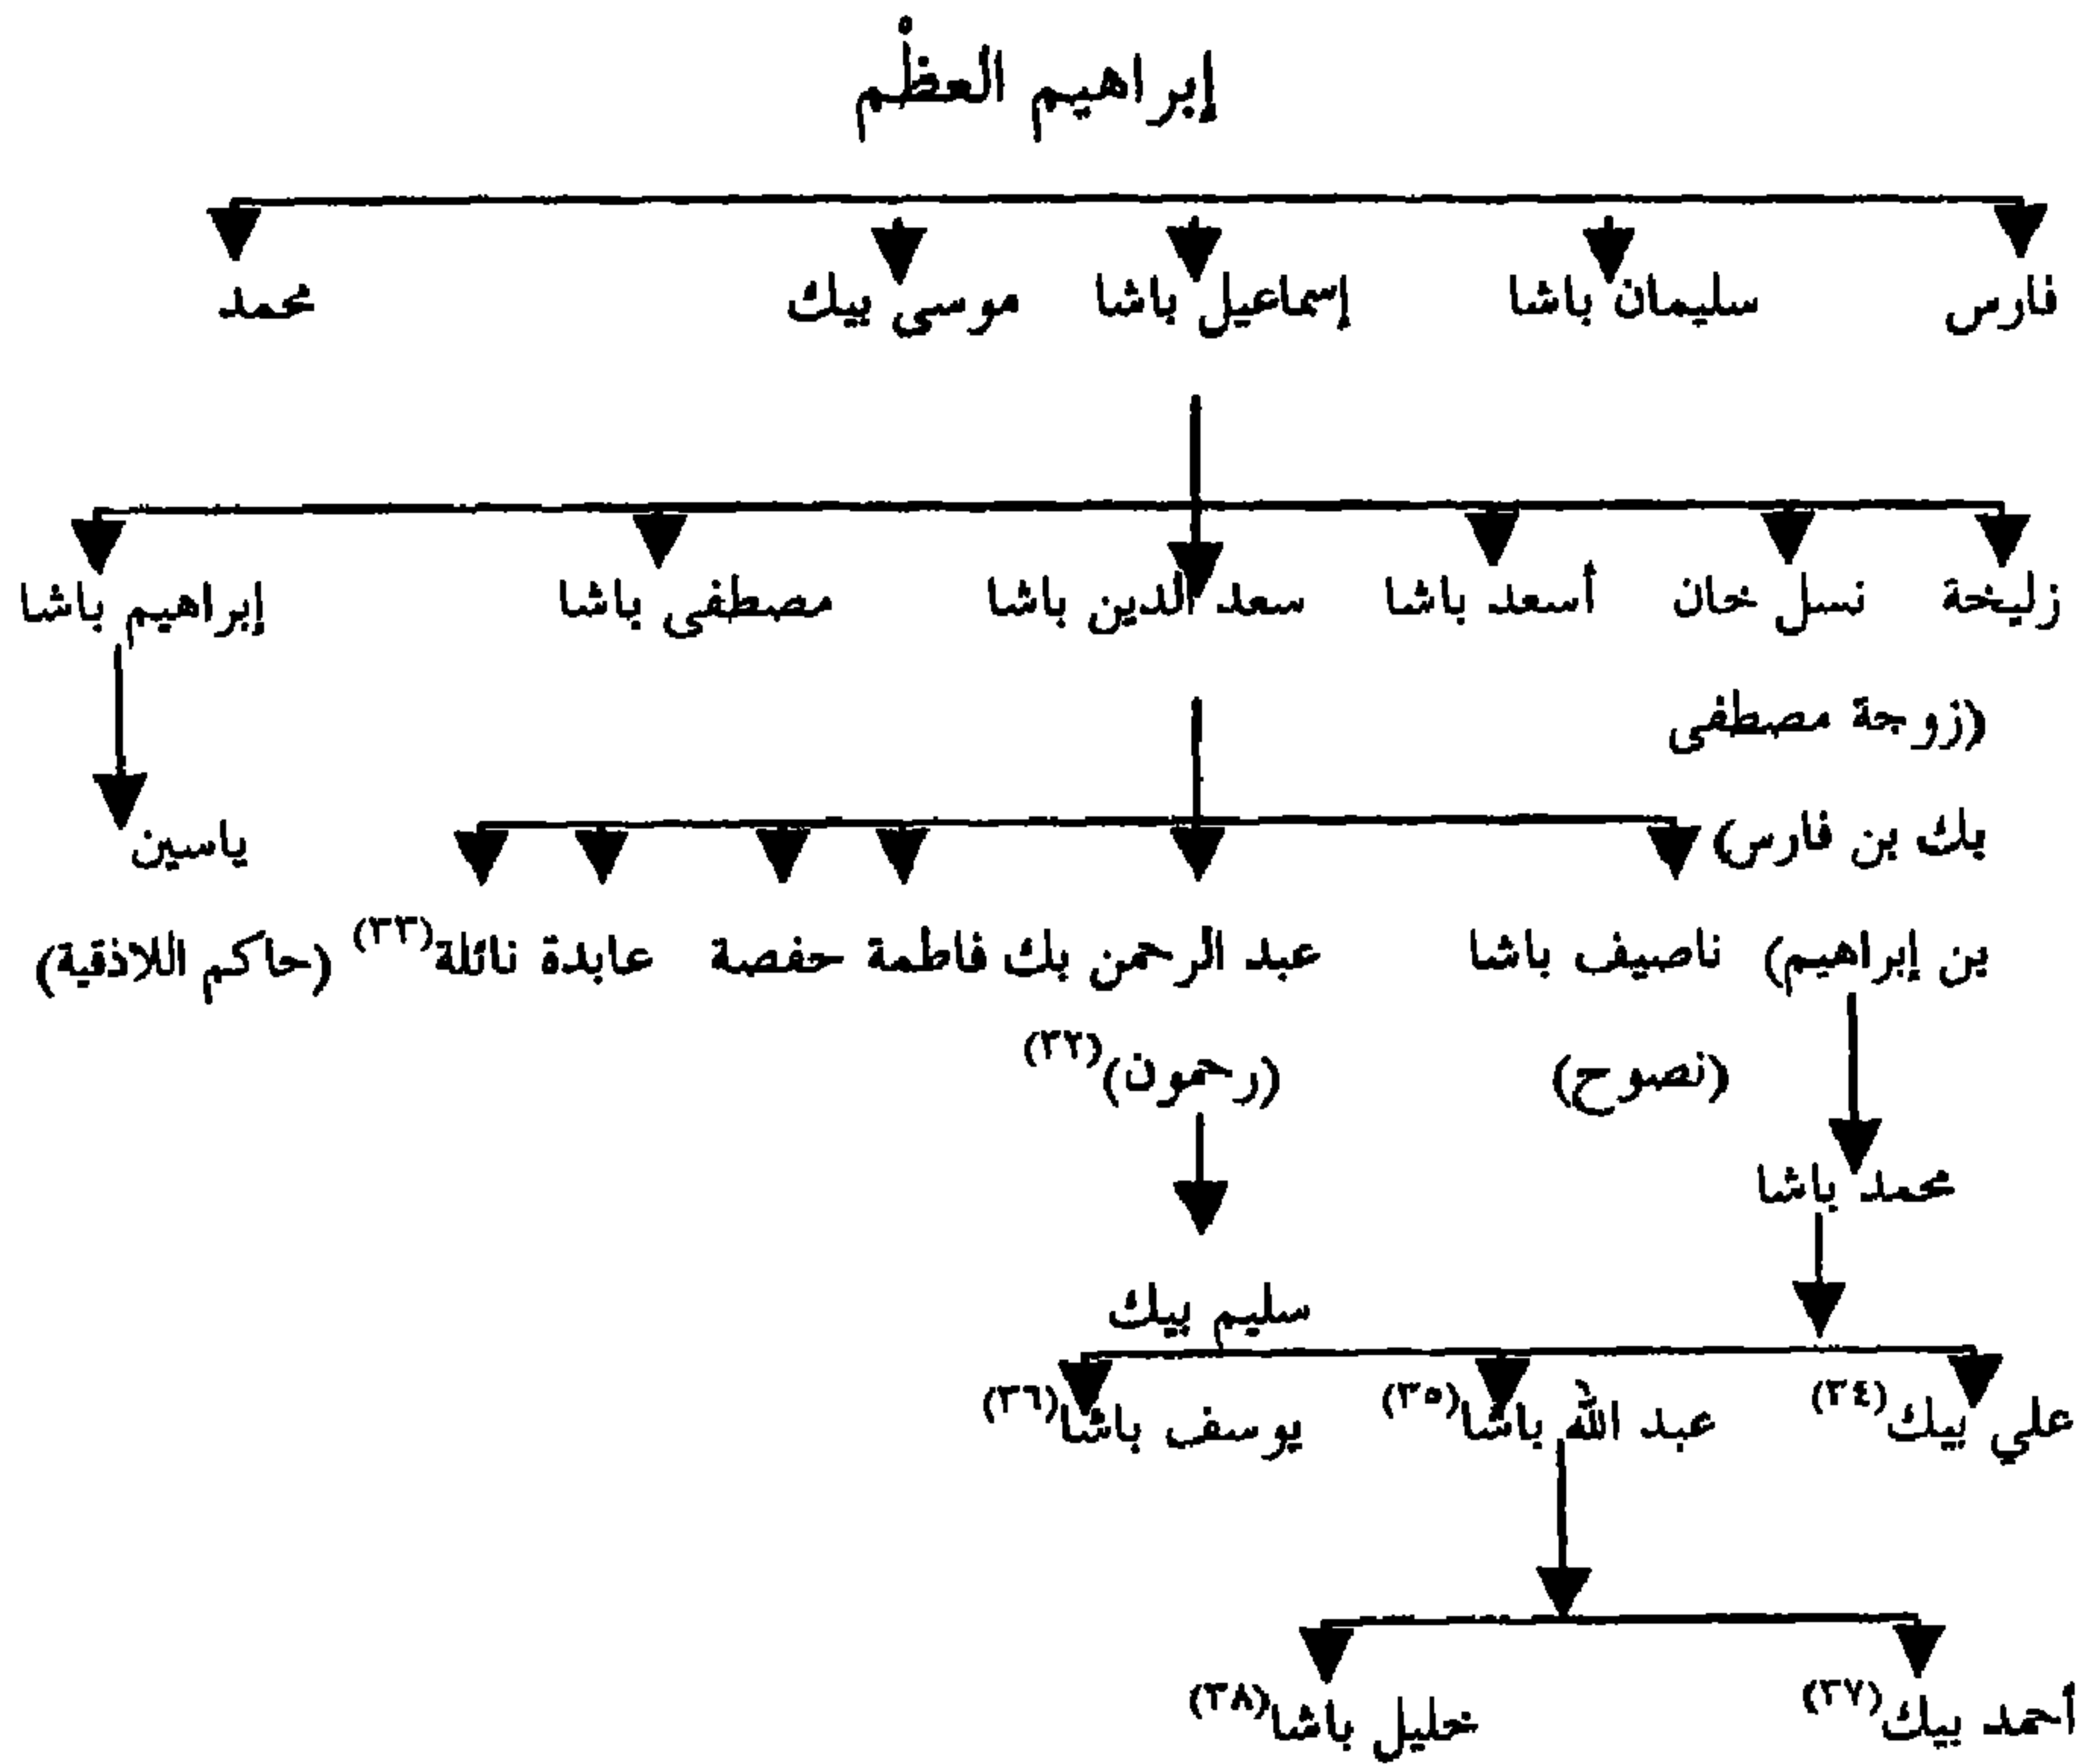 إبراهيم العظْم
فارس سليمان باشا إسماعيل باشا موسى بيك محمد
زليخة نسل خان أسعد باشا سعد الدين باشا مصطفى باشا إبراهيم باشا
(زوجة مصطفى
بك بن فارس) ياسين
بن إبراهيم) ناصيف باشا عبد الرحمن بك فاطمة حفصة عابدة نائلة(٣٣) (حاكم اللاذقية)
(نصوح) (رحمون)(٣٢)
محمد باشا
سليم بيك
علي بيك(٣٤) عبد الله باشا(٣٥) يوسف باشا(٣٦)
أحمد بيك(٣٧) خليل باشا(٣٨)